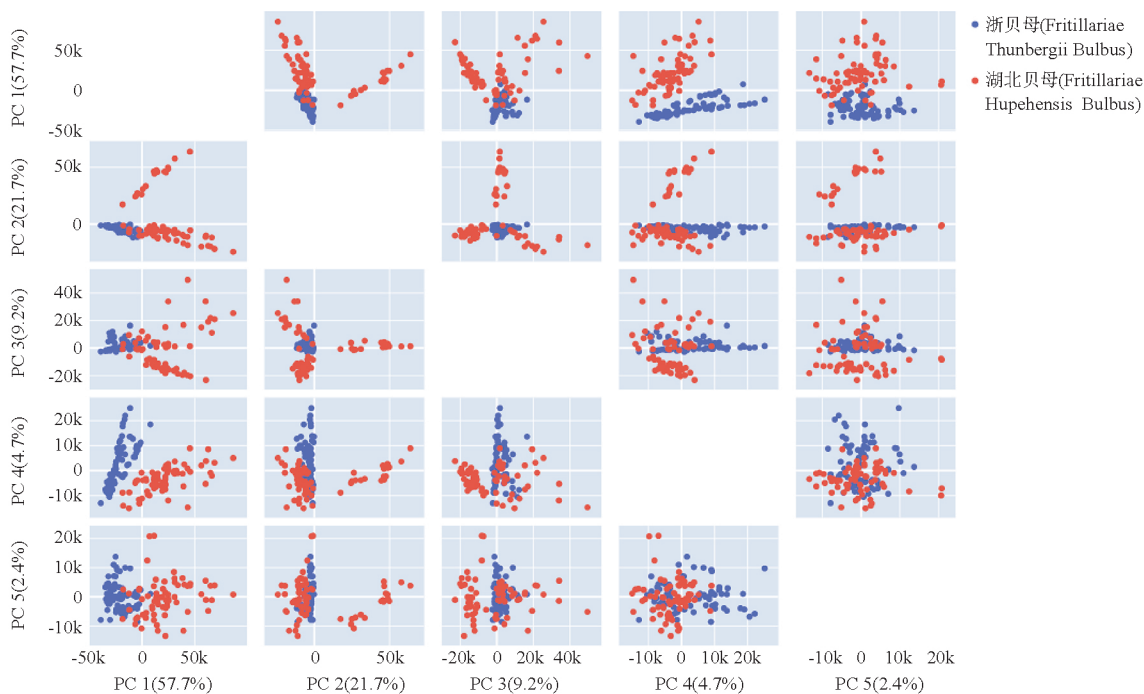 PC 1(57.7%)
50k
0
-50k
浙贝母(Fritillariae
Thunbergii Bulbus)
湖北贝母(Fritillariae
Hupehensis Bulbus)
PC 2(21.7%)
50k
0
PC 3(9.2%)
40k
20k
0
-20k
PC 4(4.7%)
20k
10k
0
-10k
PC 5(2.4%)
20k
10k
0
-10k
-50k 0 50k 0 50k -20k 0 20k 40k -10k 0 10k 20k -10k 0 10k 20k
PC 1(57.7%) PC 2(21.7%) PC 3(9.2%) PC 4(4.7%) PC 5(2.4%)